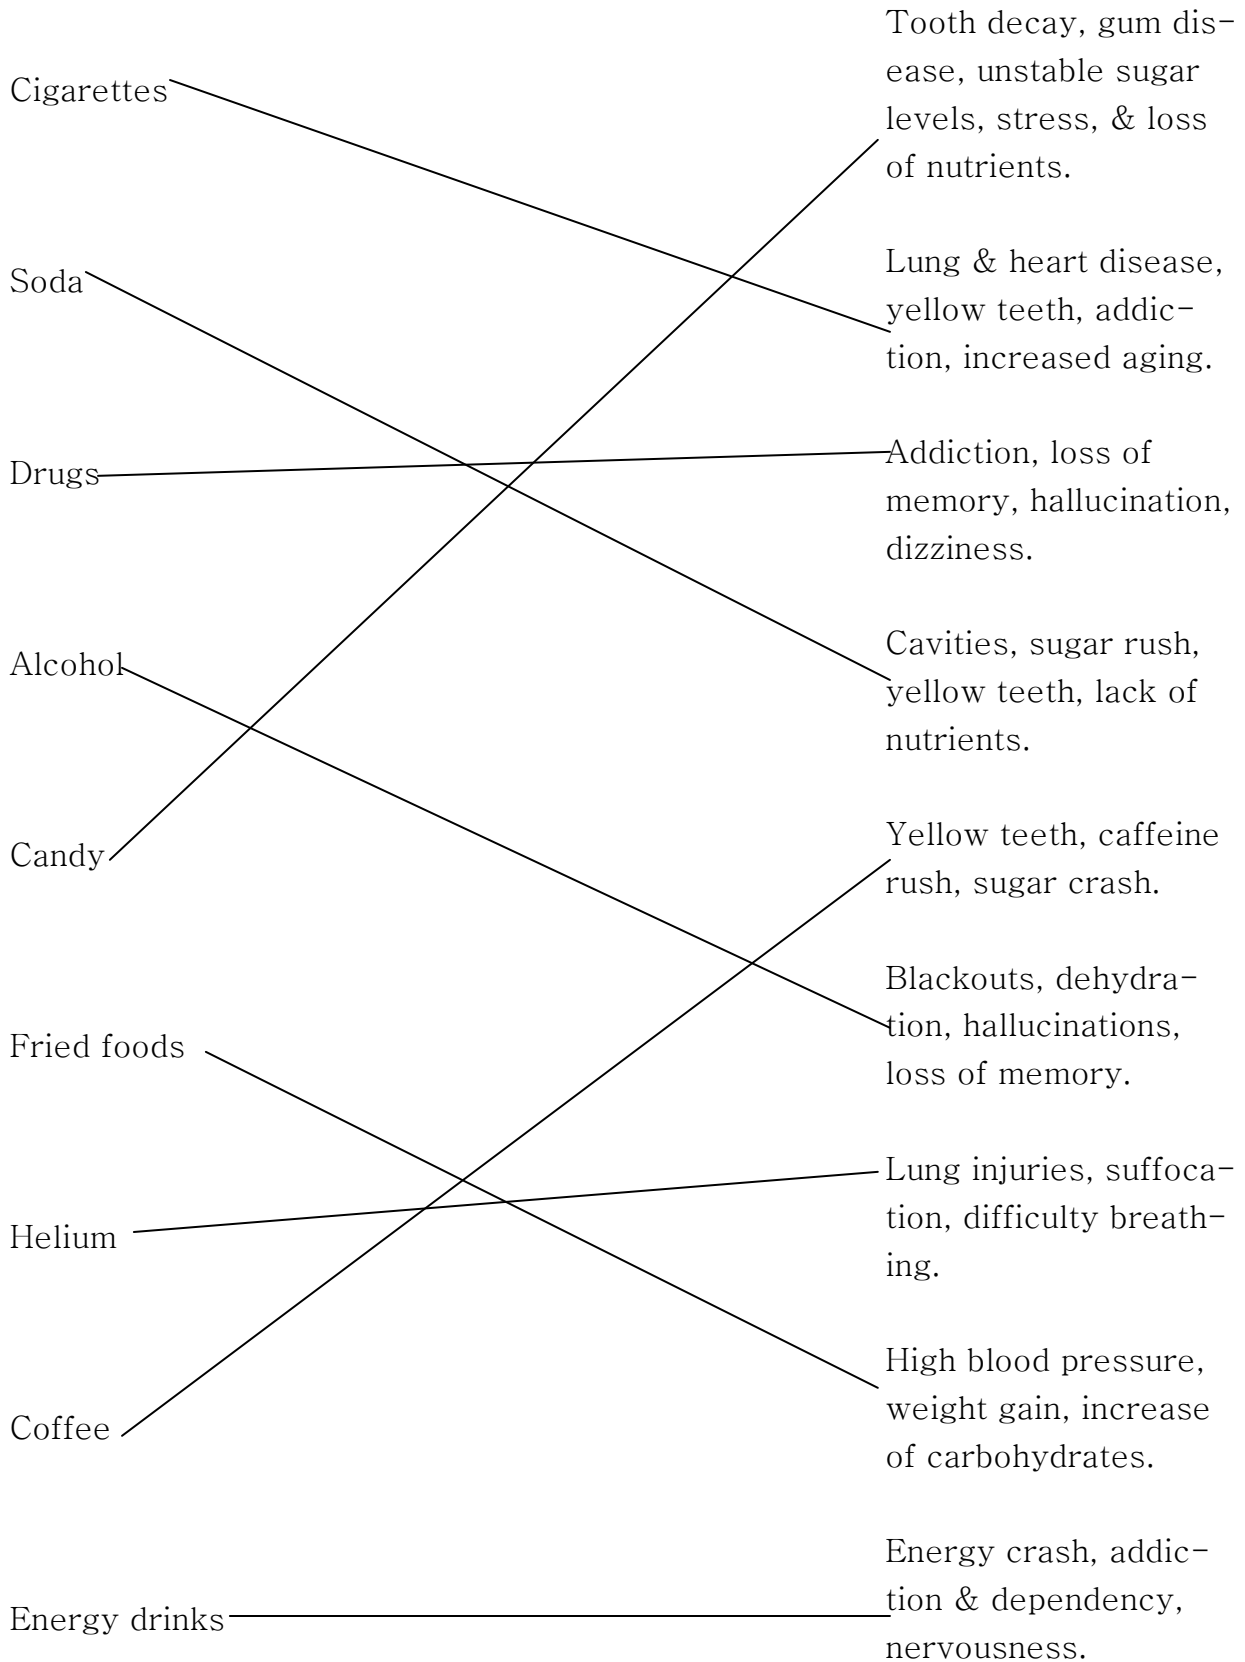 Cigarettes
Tooth decay, gum dis-
ease, unstable sugar
levels, stress, & loss
of nutrients.
Soda
Lung & heart disease,
yellow teeth, addic-
tion, increased aging.
Drugs
Addiction, loss of
memory, hallucination,
dizziness.
Alcohol
Cavities, sugar rush,
yellow teeth, lack of
nutrients.
Candy
Yellow teeth, caffeine
rush, sugar crash.
Fried foods
Blackouts, dehydra-
tion, hallucinations,
loss of memory.
Helium
Lung injuries, suffoca-
tion, difficulty breath-
ing.
Coffee
High blood pressure,
weight gain, increase
of carbohydrates.
Energy drinks
Energy crash, addic-
tion & dependency,
nervousness.